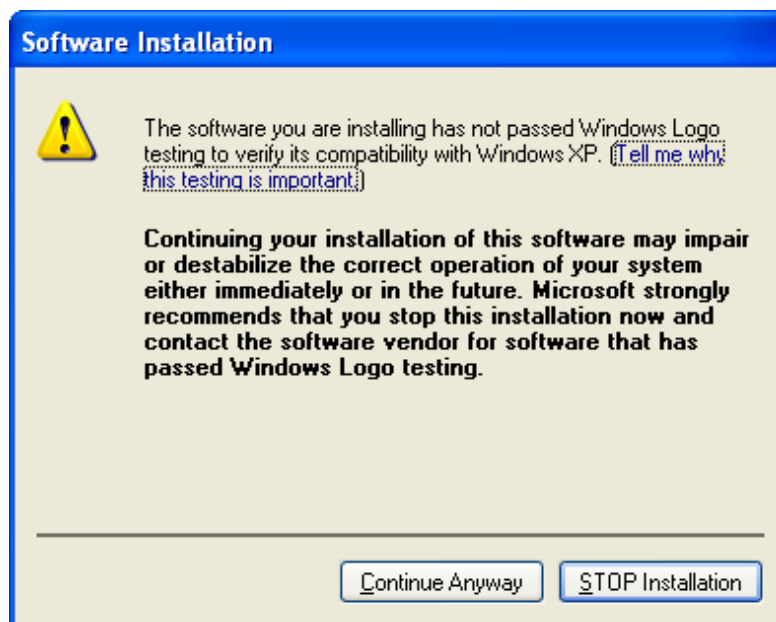 Software Installation
The software you are installing has not passed Windows Logo
testing to verify its compatibility with Windows XP. (Tell me why
this testing is important.)
Continuing your installation of this software may impair
or destabilize the correct operation of your system
either immediately or in the future. Microsoft strongly
recommends that you stop this installation now and
contact the software vendor for software that has
passed Windows Logo testing.
Continue Anyway
STOP Installation